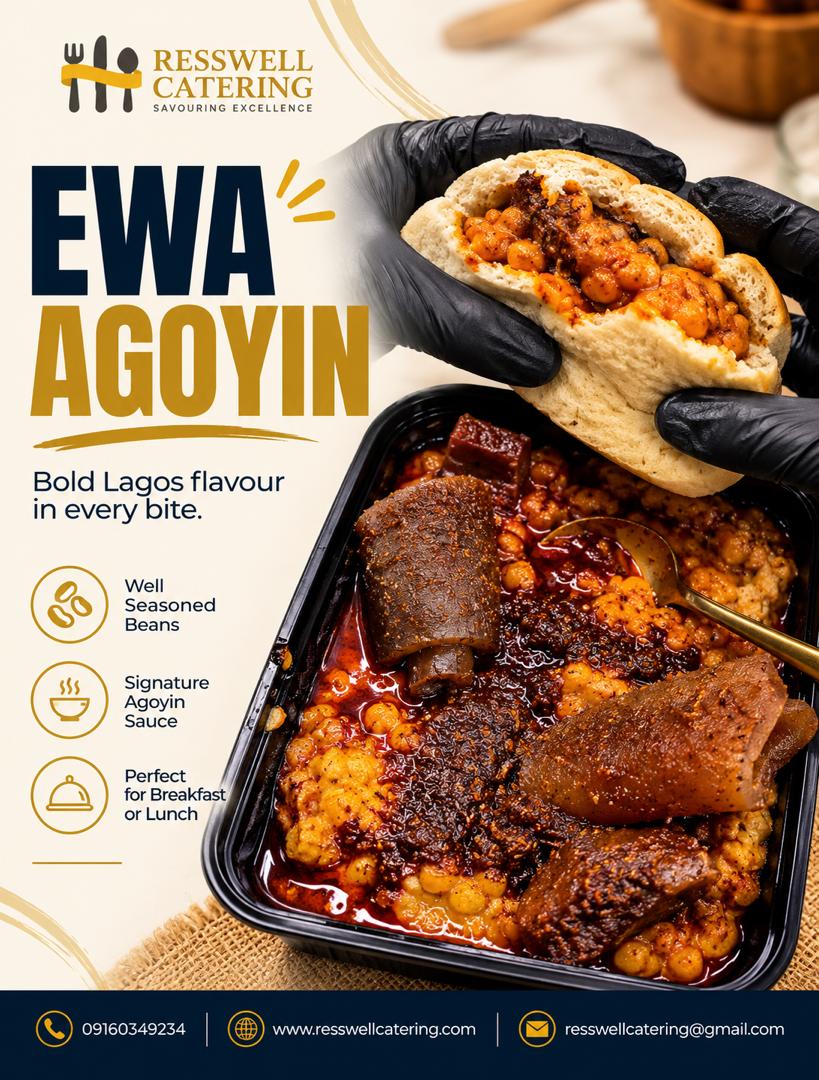 RESSWELL
CATERING
SAVOURING EXCELLENCE
EWA
AGOYIN
Bold Lagos flavour
in every bite.
Well
Seasoned
Beans
Signature
Agoyin
Sauce
Perfect
for Breakfast
or Lunch
09160349234
www.resswellcatering.com
resswellcatering@gmail.com